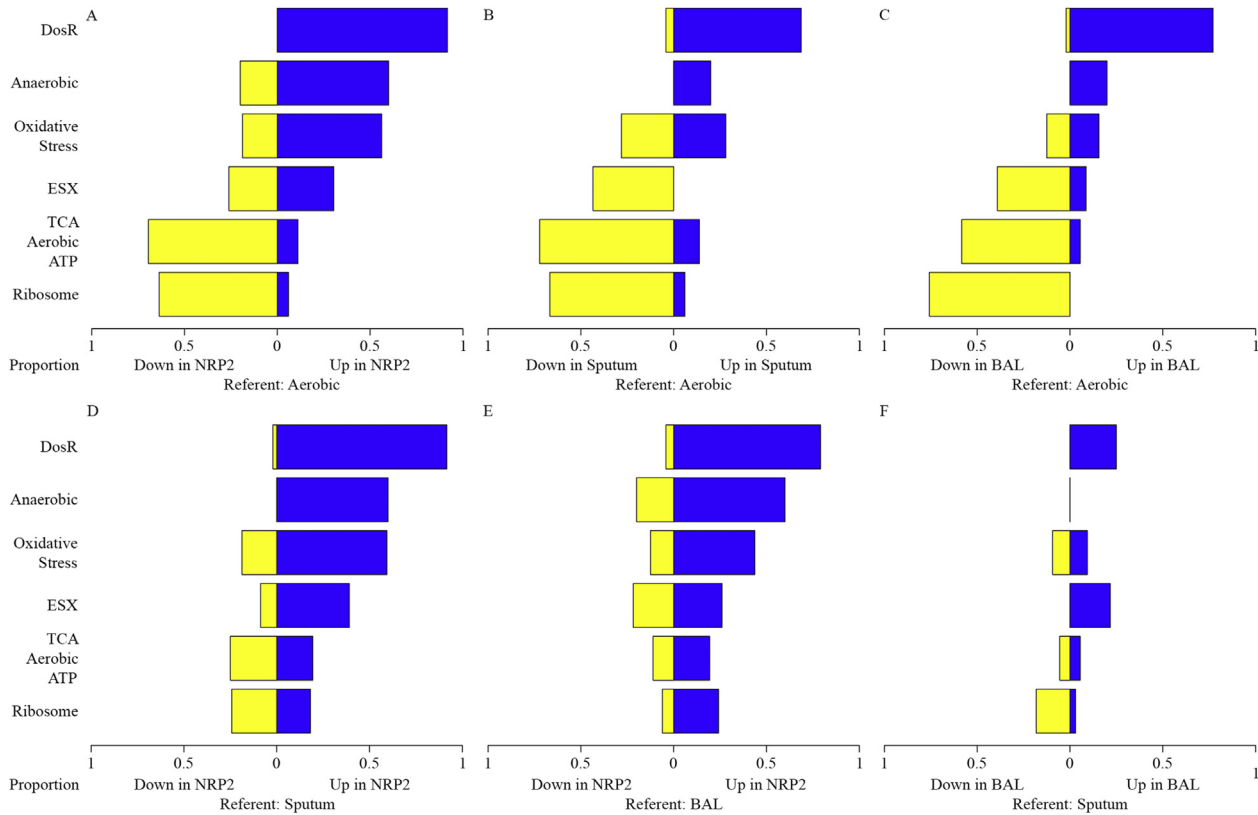 A B C
DosR
Anaerobic
Oxidative
Stress
ESX
TCA
Aerobic
ATP
Ribosome
1 0.5 0 0.5 1 1 0.5 0 0.5 1 1 0.5 0 0.5 1
Proportion Down in NRP2 Up in NRP2 Down in Sputum Up in Sputum Down in BAL Up in BAL
Referent: Aerobic Referent: Aerobic Referent: Aerobic
D E F
DosR
Anaerobic
Oxidative
Stress
ESX
TCA
Aerobic
ATP
Ribosome
1 0.5 0 0.5 1 1 0.5 0 0.5 1 1 0.5 0 0.5 1
Proportion Down in NRP2 Up in NRP2 Down in NRP2 Up in NRP2 Down in BAL Up in BAL
Referent: Sputum Referent: BAL Referent: Sputum